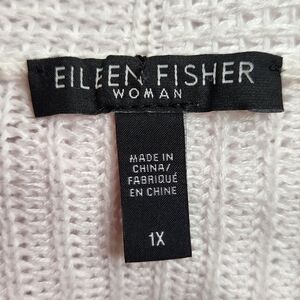 EILEEN FISHER
WOMAN
MADE IN
CHINA/
FABRIQUÉ
EN CHINE
1X